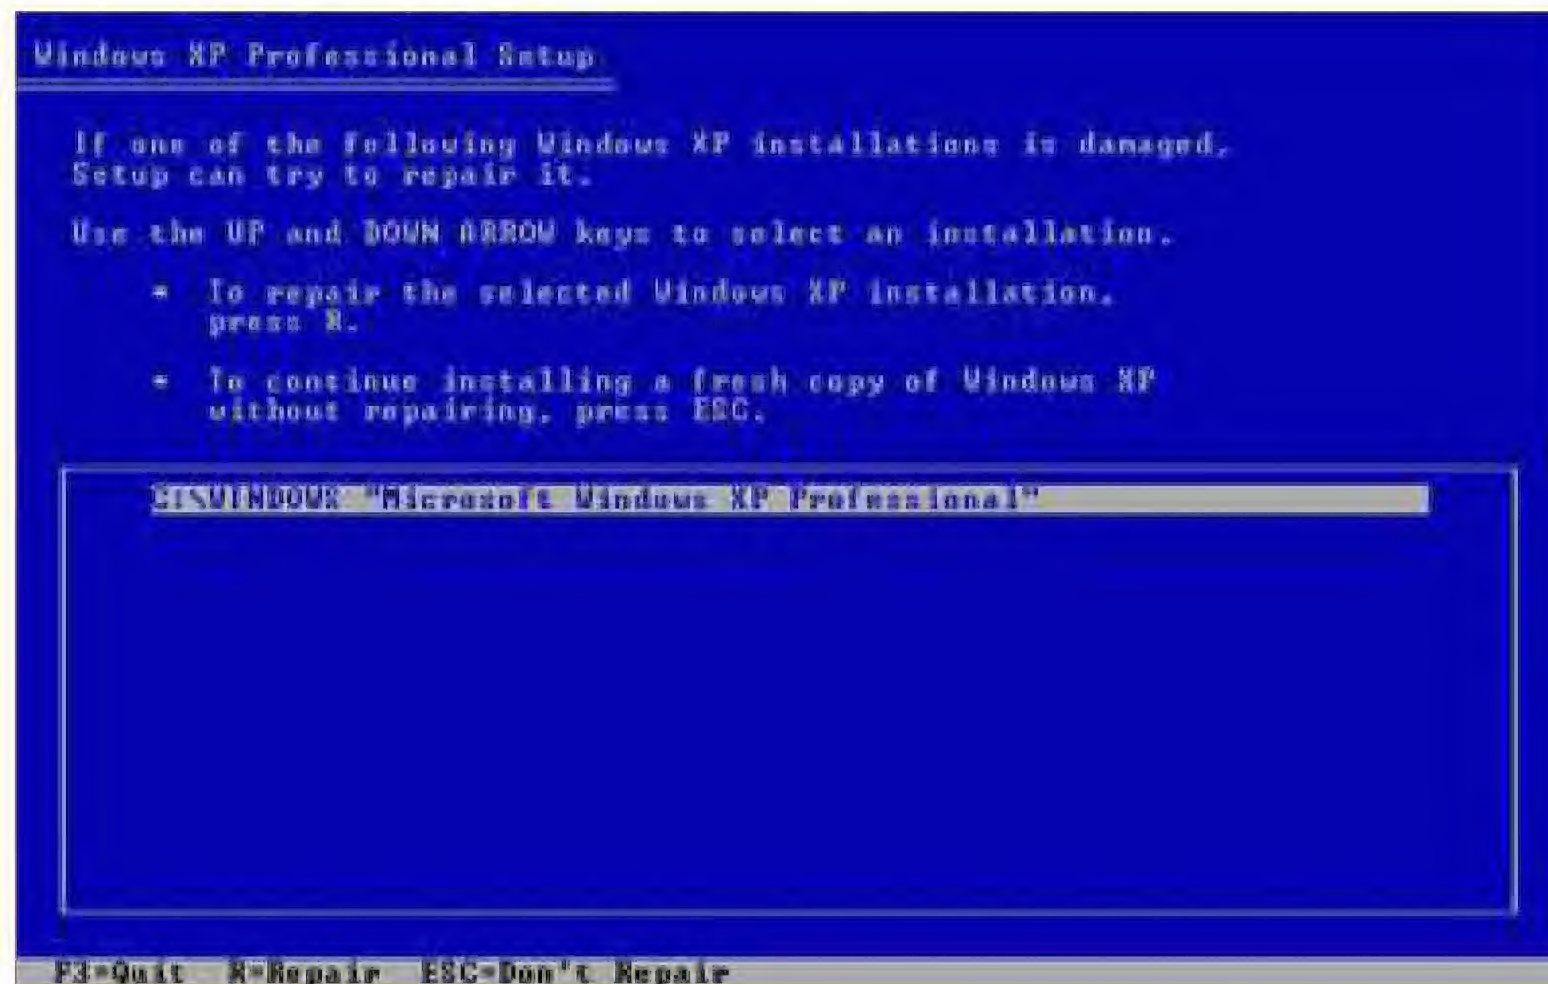 Windows XP Professional Setup
If one of the following Windows XP installations is damaged,
Setup can try to repair it.
Use the UP and DOWN ARROW keys to select an installation.
• To repair the selected Windows XP installation,
press R.
• To continue installing a fresh copy of Windows XP
without repairing, press ESC.
C:\WINDOWS "Microsoft Windows XP Professional"
F3=Quit R=Repair ESC=Don't Repair